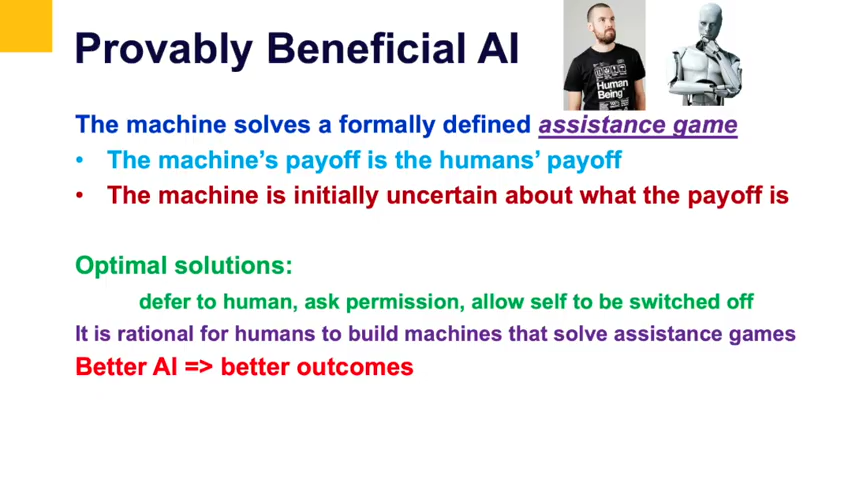 Provably Beneficial AI
Human
Being
The machine solves a formally defined assistance game
• The machine's payoff is the humans' payoff
• The machine is initially uncertain about what the payoff is
Optimal solutions:
defer to human, ask permission, allow self to be switched off
It is rational for humans to build machines that solve assistance games
Better AI => better outcomes